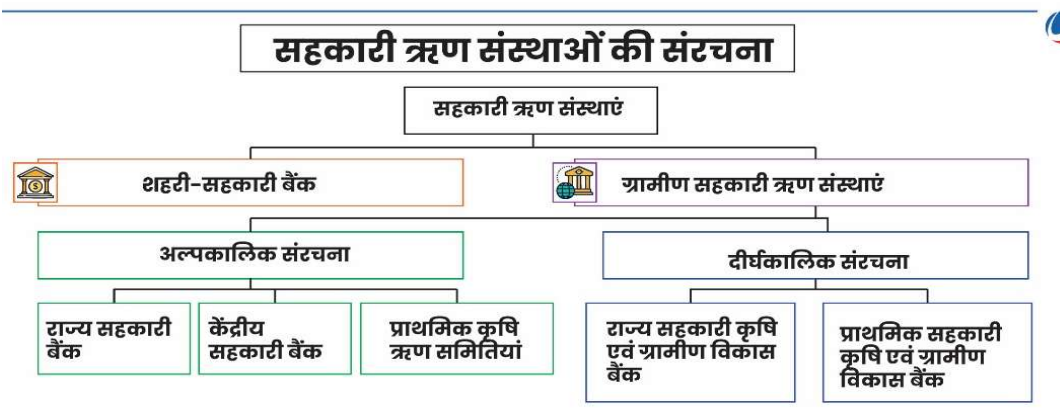 सहकारी ऋण संस्थाओं की संरचना
सहकारी ऋण संस्थाएं
शहरी-सहकारी बैंक
ग्रामीण सहकारी ऋण संस्थाएं
अल्पकालिक संरचना
दीर्घकालिक संरचना
राज्य सहकारी
बैंक
केंद्रीय
सहकारी बैंक
प्राथमिक कृषि
ऋण समितियां
राज्य सहकारी कृषि
एवं ग्रामीण विकास
बैंक
प्राथमिक सहकारी
कृषि एवं ग्रामीण
विकास बैंक